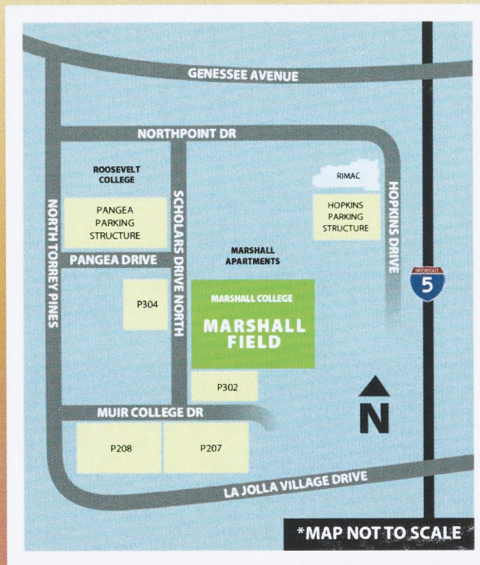 GENESSEE AVENUE
NORTHPOINT DR
ROOSEVELT
COLLEGE
RIMAC
PANGEA
PARKING
STRUCTURE
HOPKINS
PARKING
STRUCTURE
NORTH TORREY PINES
SCHOLARS DRIVE NORTH
HOPKINS DRIVE
MARSHALL
APARTMENTS
PANGEA DRIVE
INTERSTATE
5
P304
MARSHALL COLLEGE
MARSHALL
FIELD
P302
N
MUIR COLLEGE DR
P208
P207
LA JOLLA VILLAGE DRIVE
*MAP NOT TO SCALE